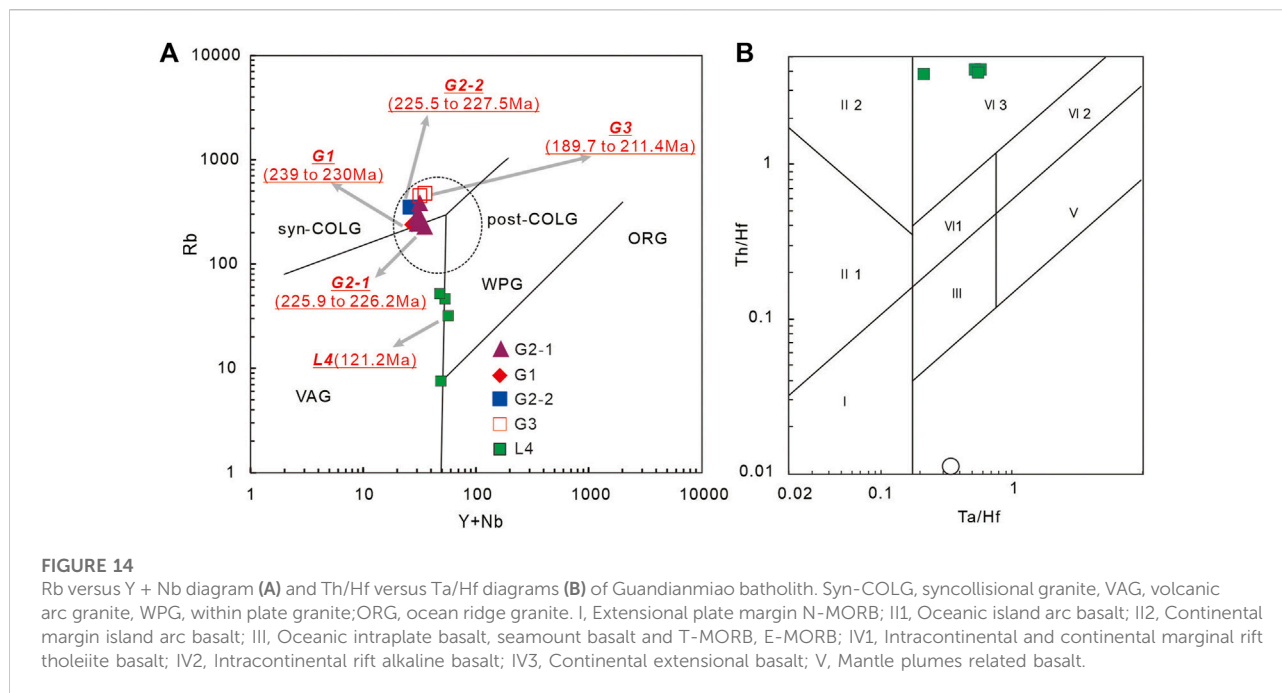 A
B
10000
1000
100
10
1
Rb
G2-2
(225.5 to 227.5Ma)
G3
(189.7 to 211.4Ma)
G1
(239 to 230Ma)
syn-COLG
post-COLG
ORG
WPG
G2-1
(225.9 to 226.2Ma)
L4(121.2Ma)
VAG
G2-1
G1
G2-2
G3
L4
1
10
100
1000
10000
Y+Nb
Th/Hf
1
0.1
0.01
II 2
VI 3
VI 2
VI1
V
II 1
III
I
0.02
0.1
1
Ta/Hf
FIGURE 14
Rb versus Y + Nb diagram (A) and Th/Hf versus Ta/Hf diagrams (B) of Guandianmiao batholith. Syn-COLG, syncollisional granite, VAG, volcanic
arc granite, WPG, within plate granite;ORG, ocean ridge granite. I, Extensional plate margin N-MORB; II1, Oceanic island arc basalt; II2, Continental
margin island arc basalt; III, Oceanic intraplate basalt, seamount basalt and T-MORB, E-MORB; IV1, Intracontinental and continental marginal rift
tholeiite basalt; IV2, Intracontinental rift alkaline basalt; IV3, Continental extensional basalt; V, Mantle plumes related basalt.